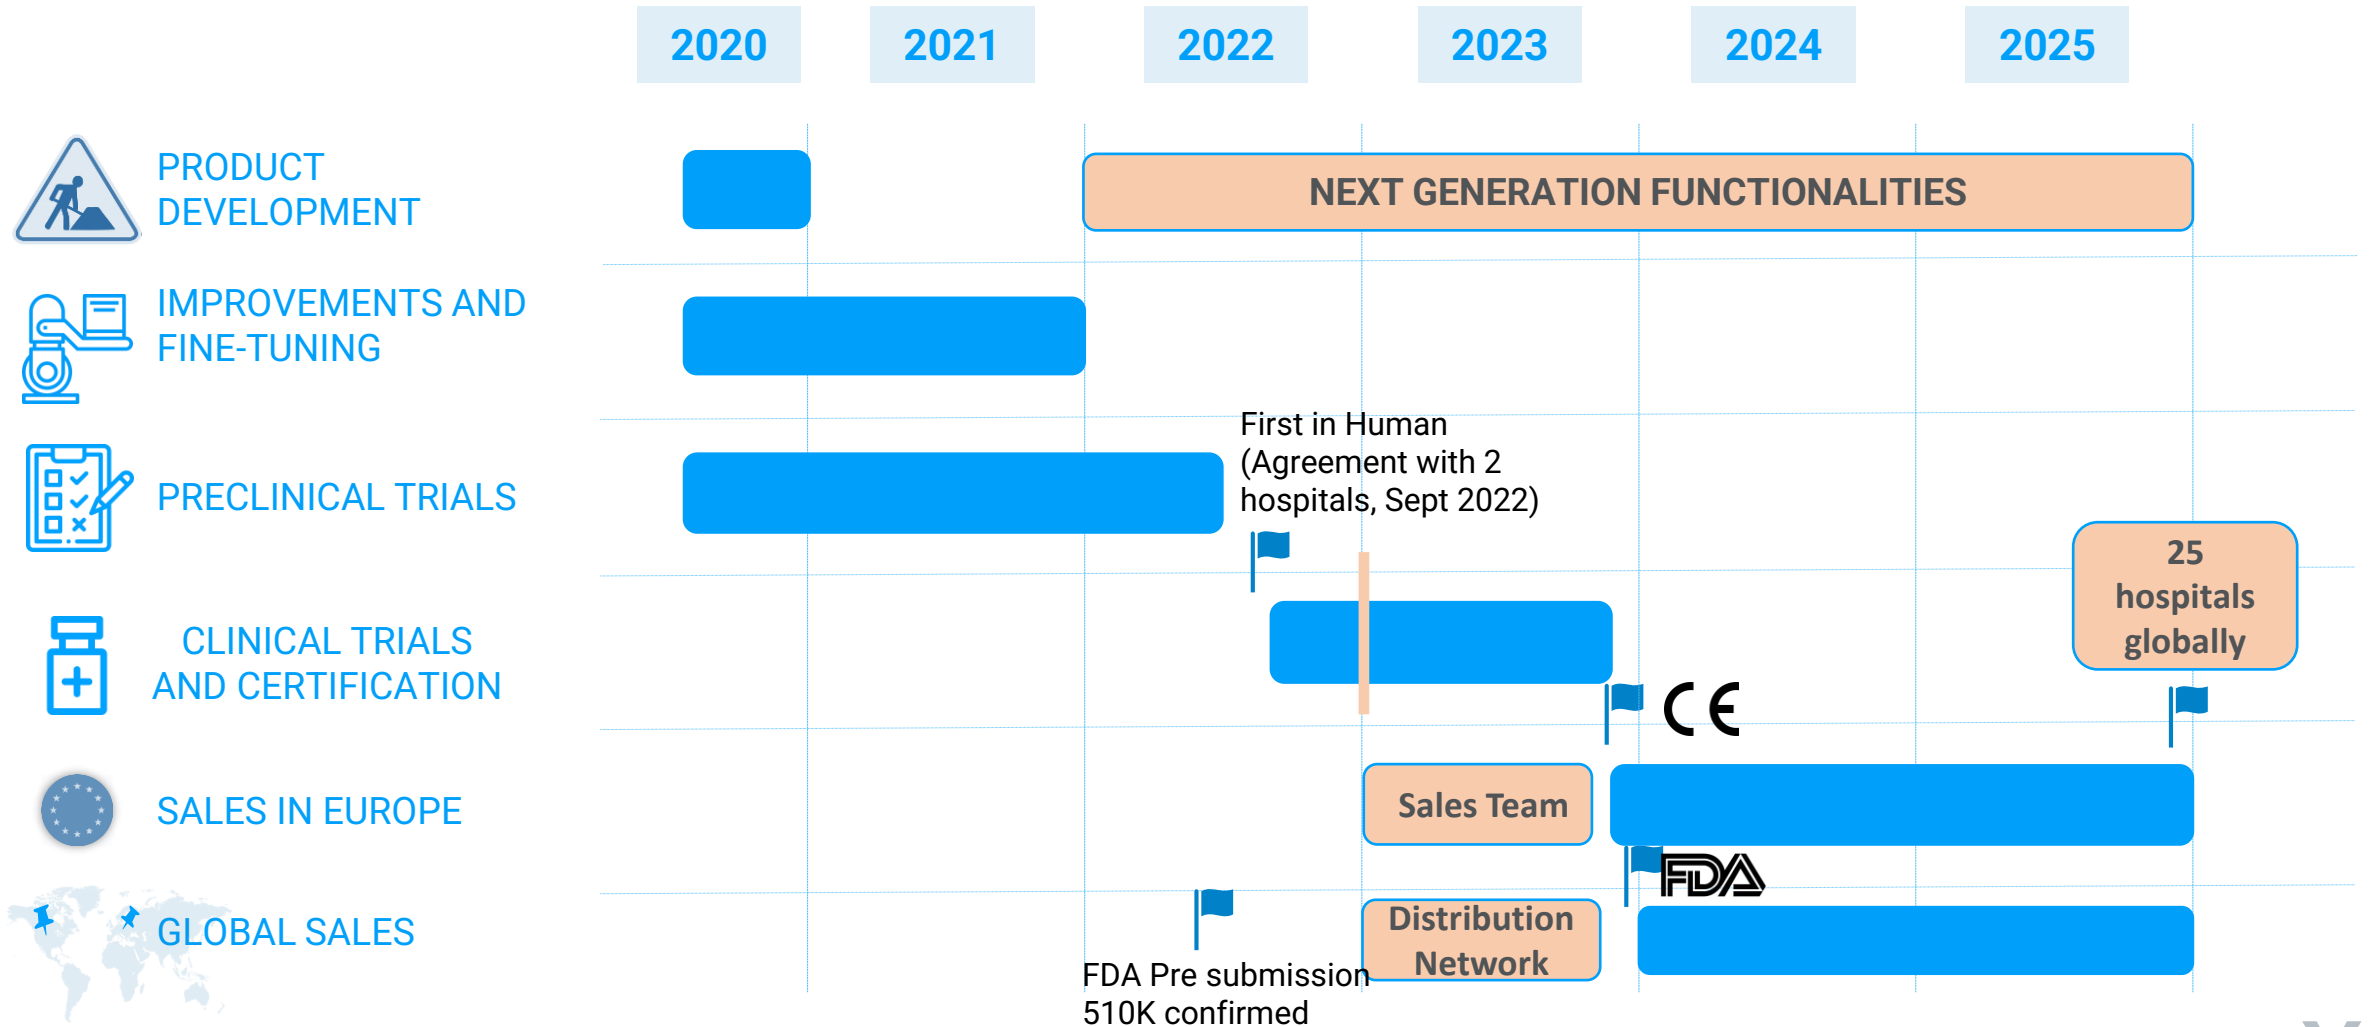 2020 2021 2022 2023 2024 2025
PRODUCT
DEVELOPMENT
NEXT GENERATION FUNCTIONALITIES
IMPROVEMENTS AND
FINE-TUNING
First in Human
(Agreement with 2
hospitals, Sept 2022)
PRECLINICAL TRIALS
25
hospitals
globally
CLINICAL TRIALS
AND CERTIFICATION
CE
SALES IN EUROPE
Sales Team
FDA
GLOBAL SALES
Distribution
Network
FDA Pre submission
510K confirmed